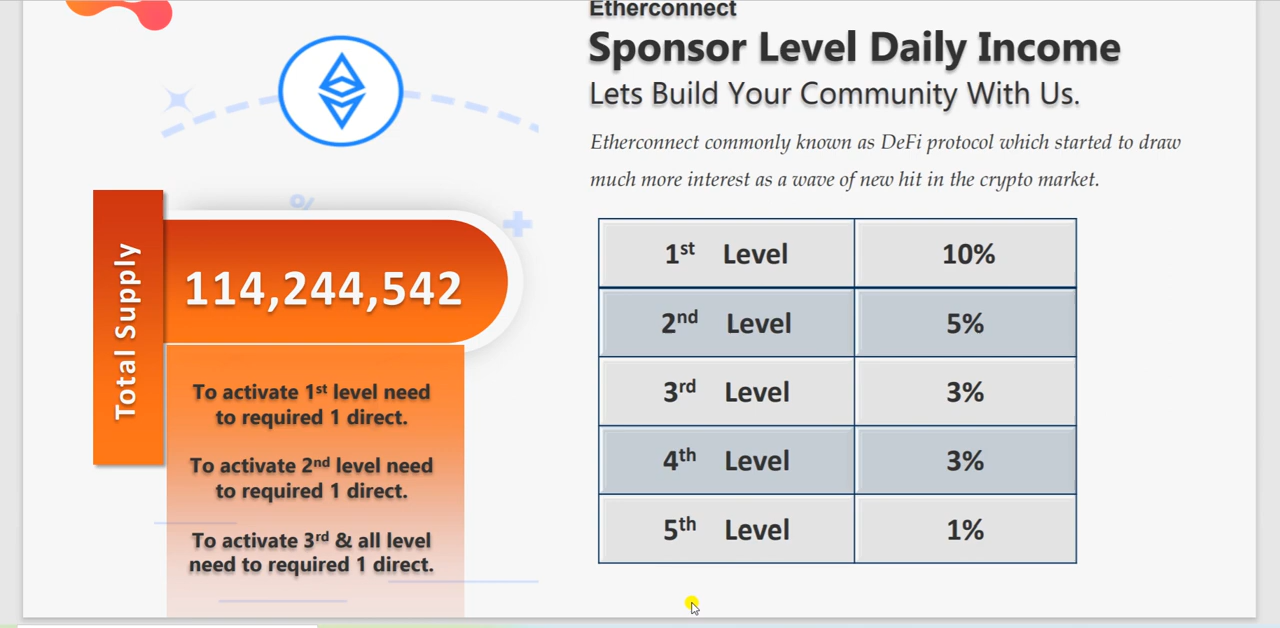 Etherconnect
Sponsor Level Daily Income
Lets Build Your Community With Us.
Etherconnect commonly known as DeFi protocol which started to draw
much more interest as a wave of new hit in the crypto market.
%
Total Supply
114,244,542
To activate 1st level need
to required 1 direct.
To activate 2nd level need
to required 1 direct.
To activate 3rd & all level
need to required 1 direct.
1st Level 10%
2nd Level 5%
3rd Level 3%
4th Level 3%
5th Level 1%